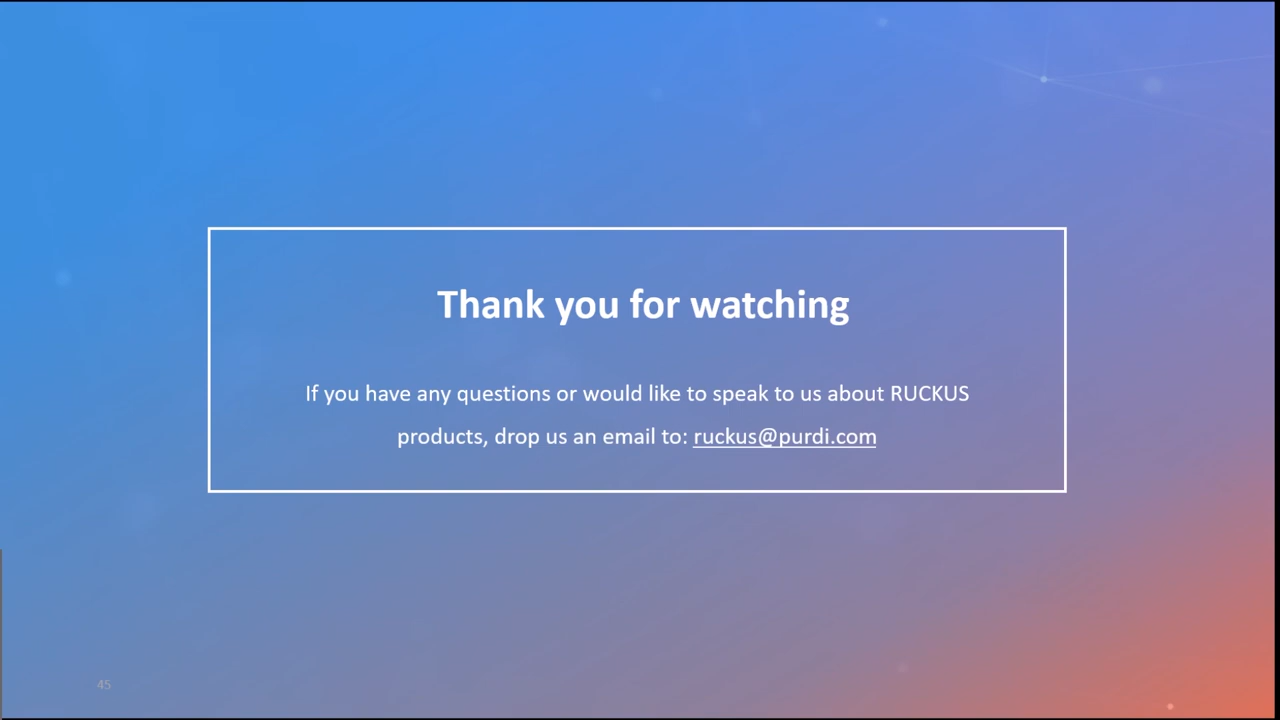 Thank you for watching
If you have any questions or would like to speak to us about RUCKUS
products, drop us an email to: ruckus@purdi.com
45